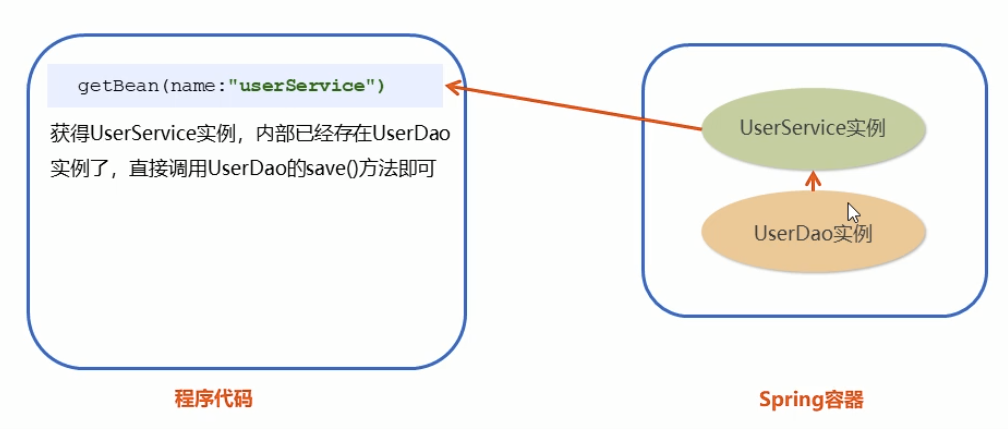 getBean(name:"userService")
获得UserService实例，内部已经存在UserDao
实例了，直接调用UserDao的save()方法即可
程序代码
UserService实例
UserDao实例
Spring容器